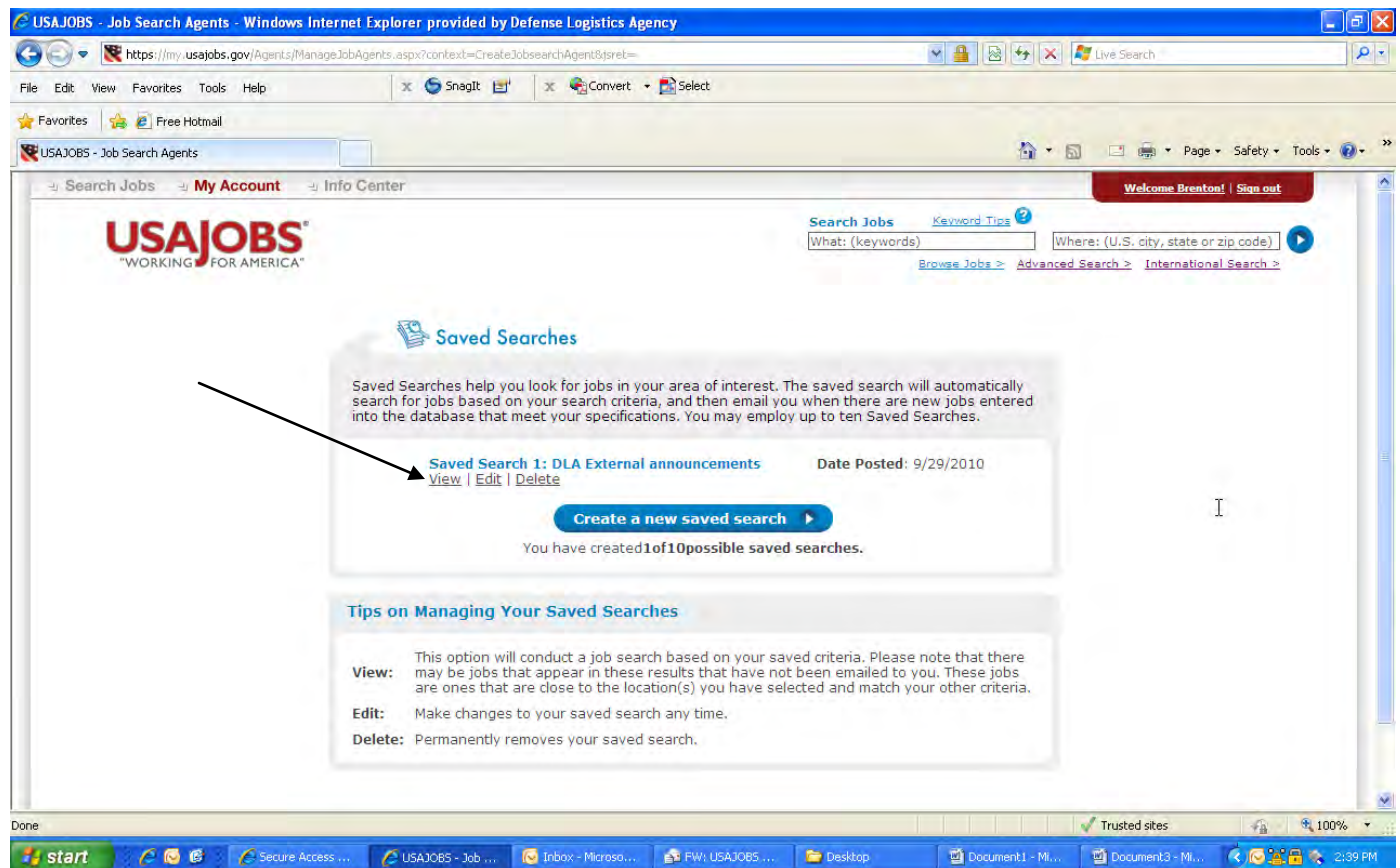 USAJOBS - Job Search Agents - Windows Internet Explorer provided by Defense Logistics Agency
https://my.usajobs.gov/Agents/ManageJobAgents.aspx?context=CreateJobsearchAgent&tsret=
Live Search
File Edit View Favorites Tools Help x SnagIt x Convert Select
Favorites Free Hotmail
USAJOBS - Job Search Agents Page Safety Tools »
Search Jobs My Account Info Center Welcome Brenton! | Sign out
USAJOBS®
"WORKING FOR AMERICA"
Search Jobs Keyword Tips ?
What: (keywords) Where: (U.S. city, state or zip code)
Browse Jobs > Advanced Search > International Search >
Saved Searches
Saved Searches help you look for jobs in your area of interest. The saved search will automatically
search for jobs based on your search criteria, and then email you when there are new jobs entered
into the database that meet your specifications. You may employ up to ten Saved Searches.
Saved Search 1: DLA External announcements Date Posted: 9/29/2010
View | Edit | Delete
Create a new saved search
You have created1of10possible saved searches.
Tips on Managing Your Saved Searches
View: This option will conduct a job search based on your saved criteria. Please note that there
may be jobs that appear in these results that have not been emailed to you. These jobs
are ones that are close to the location(s) you have selected and match your other criteria.
Edit: Make changes to your saved search any time.
Delete: Permanently removes your saved search.
Done Trusted sites 100%
start Secure Access ... USAJOBS - Job ... Inbox - Microso... FW: USAJOBS ... Desktop Document1 - Mi... Document3 - Mi... 2:39 PM